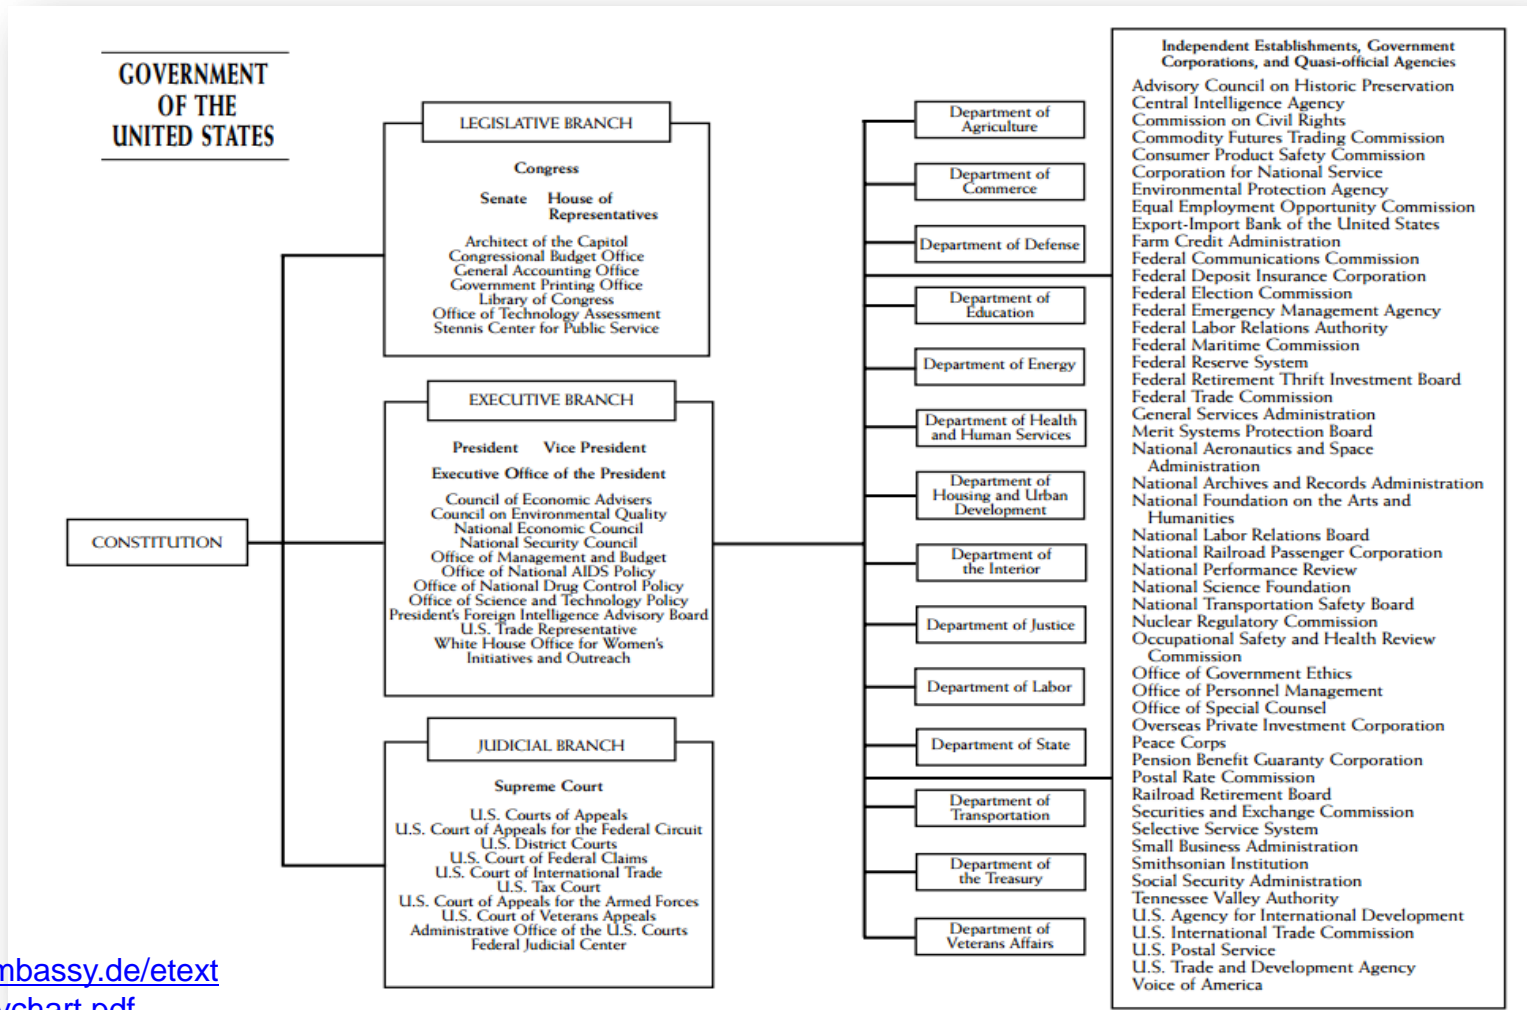 GOVERNMENT
OF THE
UNITED STATES
CONSTITUTION
LEGISLATIVE BRANCH
Congress
Senate House of
Representatives
Architect of the Capitol
Congressional Budget Office
General Accounting Office
Government Printing Office
Library of Congress
Office of Technology Assessment
Stennis Center for Public Service
EXECUTIVE BRANCH
President Vice President
Executive Office of the President
Council of Economic Advisers
Council on Environmental Quality
National Economic Council
National Security Council
Office of Management and Budget
Office of National AIDS Policy
Office of National Drug Control Policy
Office of Science and Technology Policy
President's Foreign Intelligence Advisory Board
U.S. Trade Representative
White House Office for Women's
Initiatives and Outreach
JUDICIAL BRANCH
Supreme Court
U.S. Courts of Appeals
U.S. Court of Appeals for the Federal Circuit
U.S. District Courts
U.S. Court of Federal Claims
U.S. Court of International Trade
U.S. Tax Court
U.S. Court of Appeals for the Armed Forces
U.S. Court of Veterans Appeals
Administrative Office of the U.S. Courts
Federal Judicial Center
Department of
Agriculture
Department of
Commerce
Department of Defense
Department of
Education
Department of Energy
Department of Health
and Human Services
Department of
Housing and Urban
Development
Department of
the Interior
Department of Justice
Department of Labor
Department of State
Department of
Transportation
Department of
the Treasury
Department of
Veterans Affairs
Independent Establishments, Government
Corporations, and Quasi-official Agencies
Advisory Council on Historic Preservation
Central Intelligence Agency
Commission on Civil Rights
Commodity Futures Trading Commission
Consumer Product Safety Commission
Corporation for National Service
Environmental Protection Agency
Equal Employment Opportunity Commission
Export-Import Bank of the United States
Farm Credit Administration
Federal Communications Commission
Federal Deposit Insurance Corporation
Federal Election Commission
Federal Emergency Management Agency
Federal Labor Relations Authority
Federal Maritime Commission
Federal Reserve System
Federal Retirement Thrift Investment Board
Federal Trade Commission
General Services Administration
Merit Systems Protection Board
National Aeronautics and Space
Administration
National Archives and Records Administration
National Foundation on the Arts and
Humanities
National Labor Relations Board
National Railroad Passenger Corporation
National Performance Review
National Science Foundation
National Transportation Safety Board
Nuclear Regulatory Commission
Occupational Safety and Health Review
Commission
Office of Government Ethics
Office of Personnel Management
Office of Special Counsel
Overseas Private Investment Corporation
Peace Corps
Pension Benefit Guaranty Corporation
Postal Rate Commission
Railroad Retirement Board
Securities and Exchange Commission
Selective Service System
Small Business Administration
Smithsonian Institution
Social Security Administration
Tennessee Valley Authority
U.S. Agency for International Development
U.S. International Trade Commission
U.S. Postal Service
U.S. Trade and Development Agency
Voice of America
mbassy.de/etext